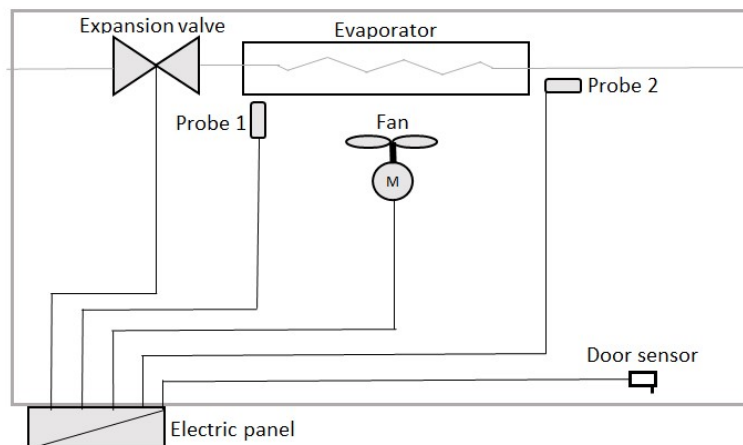 Expansion valve
Evaporator
Probe 2
Probe 1
Fan
M
Door sensor
Electric panel